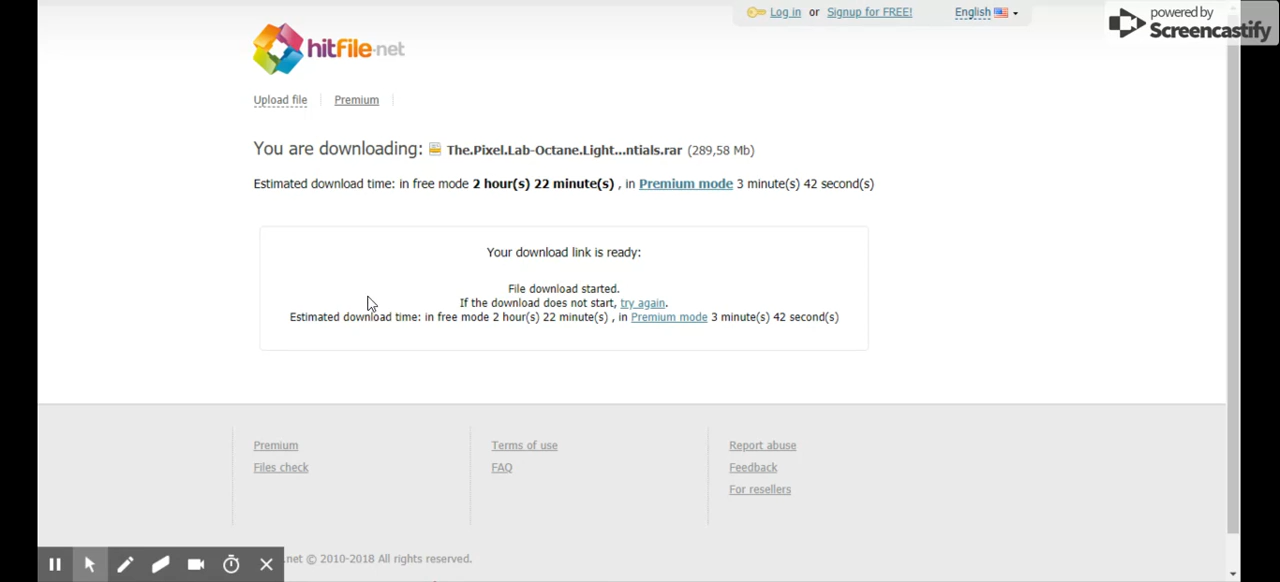 Log in or Signup for FREE! English
powered by
Screencastify
hitfile.net
Upload file Premium
You are downloading: The.Pixel.Lab-Octane.Light...ntials.rar (289,58 Mb)
Estimated download time: in free mode 2 hour(s) 22 minute(s) , in Premium mode 3 minute(s) 42 second(s)
Your download link is ready:
File download started.
If the download does not start, try again.
Estimated download time: in free mode 2 hour(s) 22 minute(s) , in Premium mode 3 minute(s) 42 second(s)
Premium Terms of use Report abuse
Files check FAQ Feedback
For resellers
.net © 2010-2018 All rights reserved.